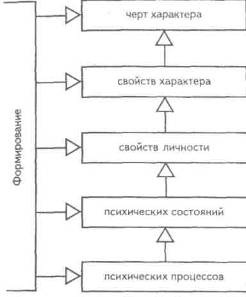 черт характера
свойств характера
Формирование
свойств личности
психических состояний
психических процессов